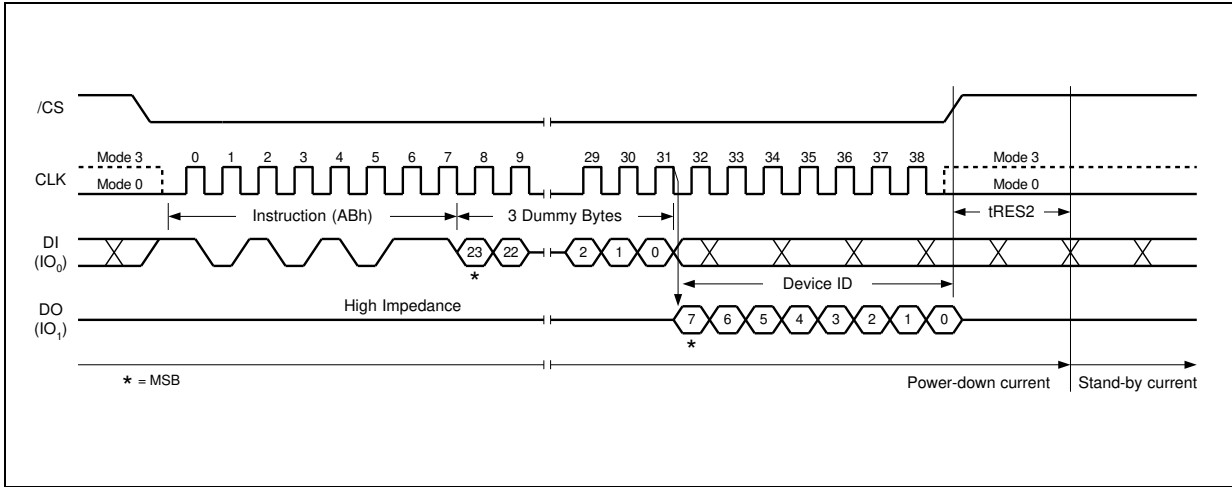 /CS
Mode 3 0 1 2 3 4 5 6 7 8 9 29 30 31 32 33 34 35 36 37 38 Mode 3
CLK
Mode 0 Mode 0
Instruction (ABh) 3 Dummy Bytes tRES2
DI
(IO0)
23 22 2 1 0
*
Device ID
High Impedance
DO
(IO1)
7 6 5 4 3 2 1 0
*
* = MSB
Power-down current Stand-by current